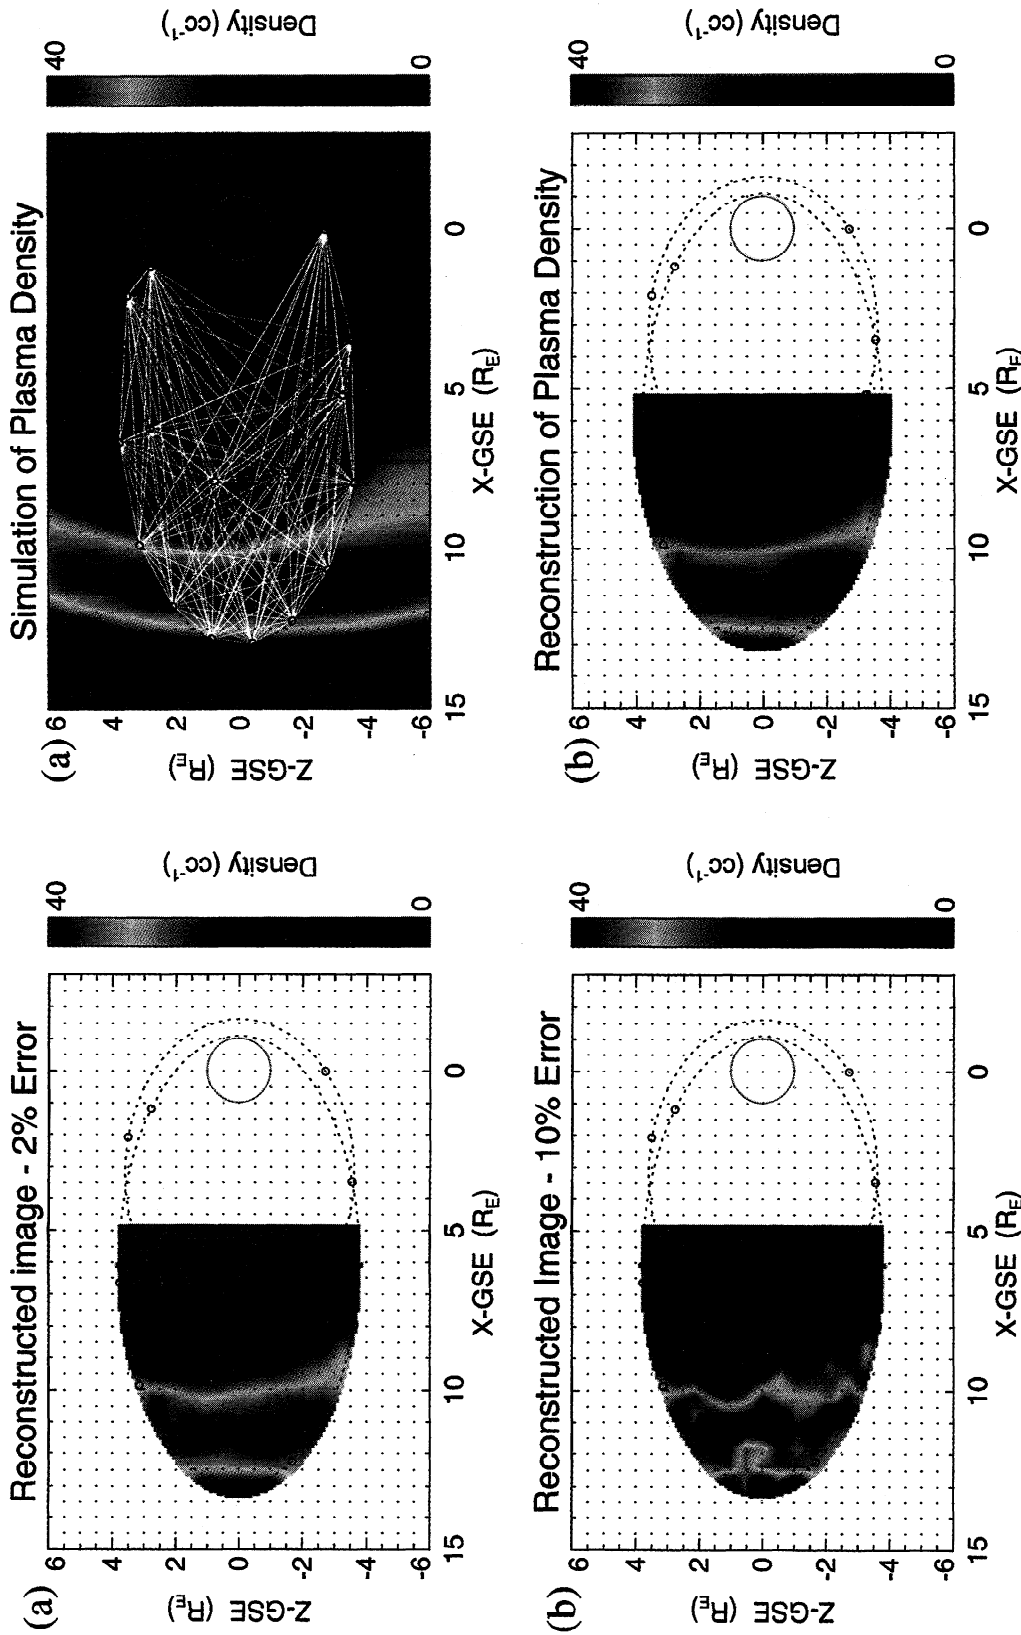 (a)
Reconstructed image - 2% Error
Z-GSE (R_E)
6
4
2
0
-2
-4
-6
15
10
5
0
X-GSE (R_E)
40
0
Density (cc⁻¹)
(a)
Simulation of Plasma Density
Z-GSE (R_E)
6
4
2
0
-2
-4
-6
15
10
5
0
X-GSE (R_E)
40
0
Density (cc⁻¹)
(b)
Reconstructed Image - 10% Error
Z-GSE (R_E)
6
4
2
0
-2
-4
-6
15
10
5
0
X-GSE (R_E)
40
0
Density (cc⁻¹)
(b)
Reconstruction of Plasma Density
Z-GSE (R_E)
6
4
2
0
-2
-4
-6
15
10
5
0
X-GSE (R_E)
40
0
Density (cc⁻¹)